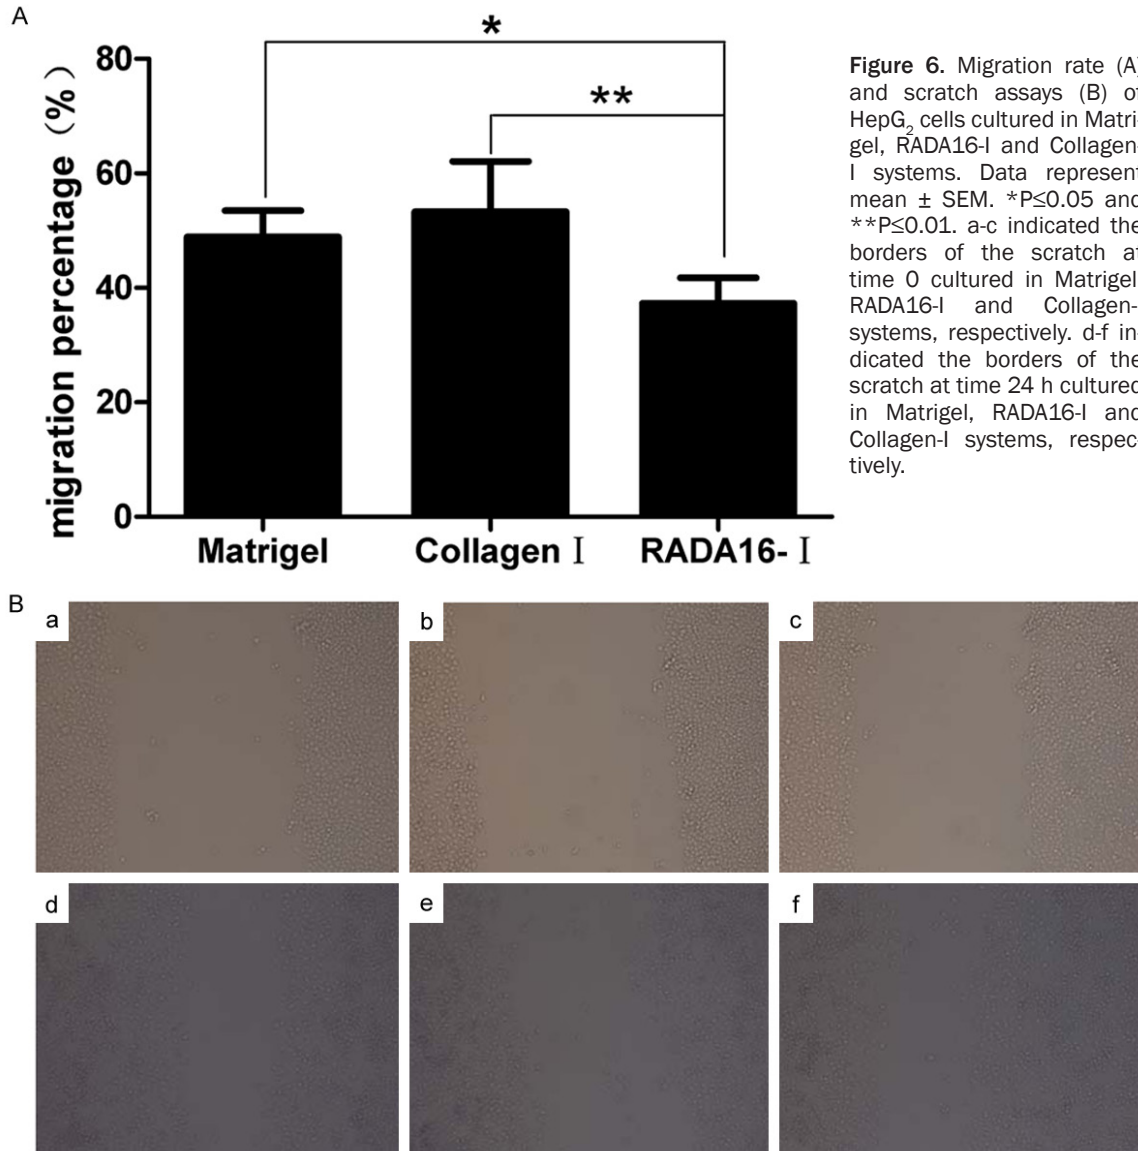 A
*
**
80
60
40
20
0
migration percentage (%)
Matrigel
Collagen I
RADA16- I
Figure 6. Migration rate (A)
and scratch assays (B) of
HepG2 cells cultured in Matri-
gel, RADA16-I and Collagen-
I systems. Data represent
mean ± SEM. *P≤0.05 and
**P≤0.01. a-c indicated the
borders of the scratch at
time 0 cultured in Matrigel
RADA16-I and Collagen-
systems, respectively. d-f in-
dicated the borders of the
scratch at time 24 h cultured
in Matrigel, RADA16-I and
Collagen-I systems, respec-
tively.
B
a
b
c
d
e
f